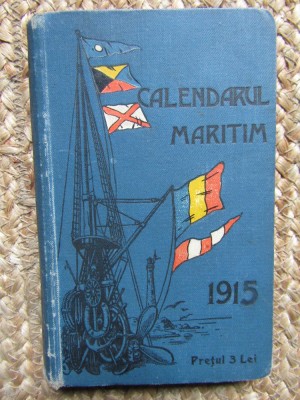 CALENDARUL
MARITIM
1915
Prețul 3 Lei